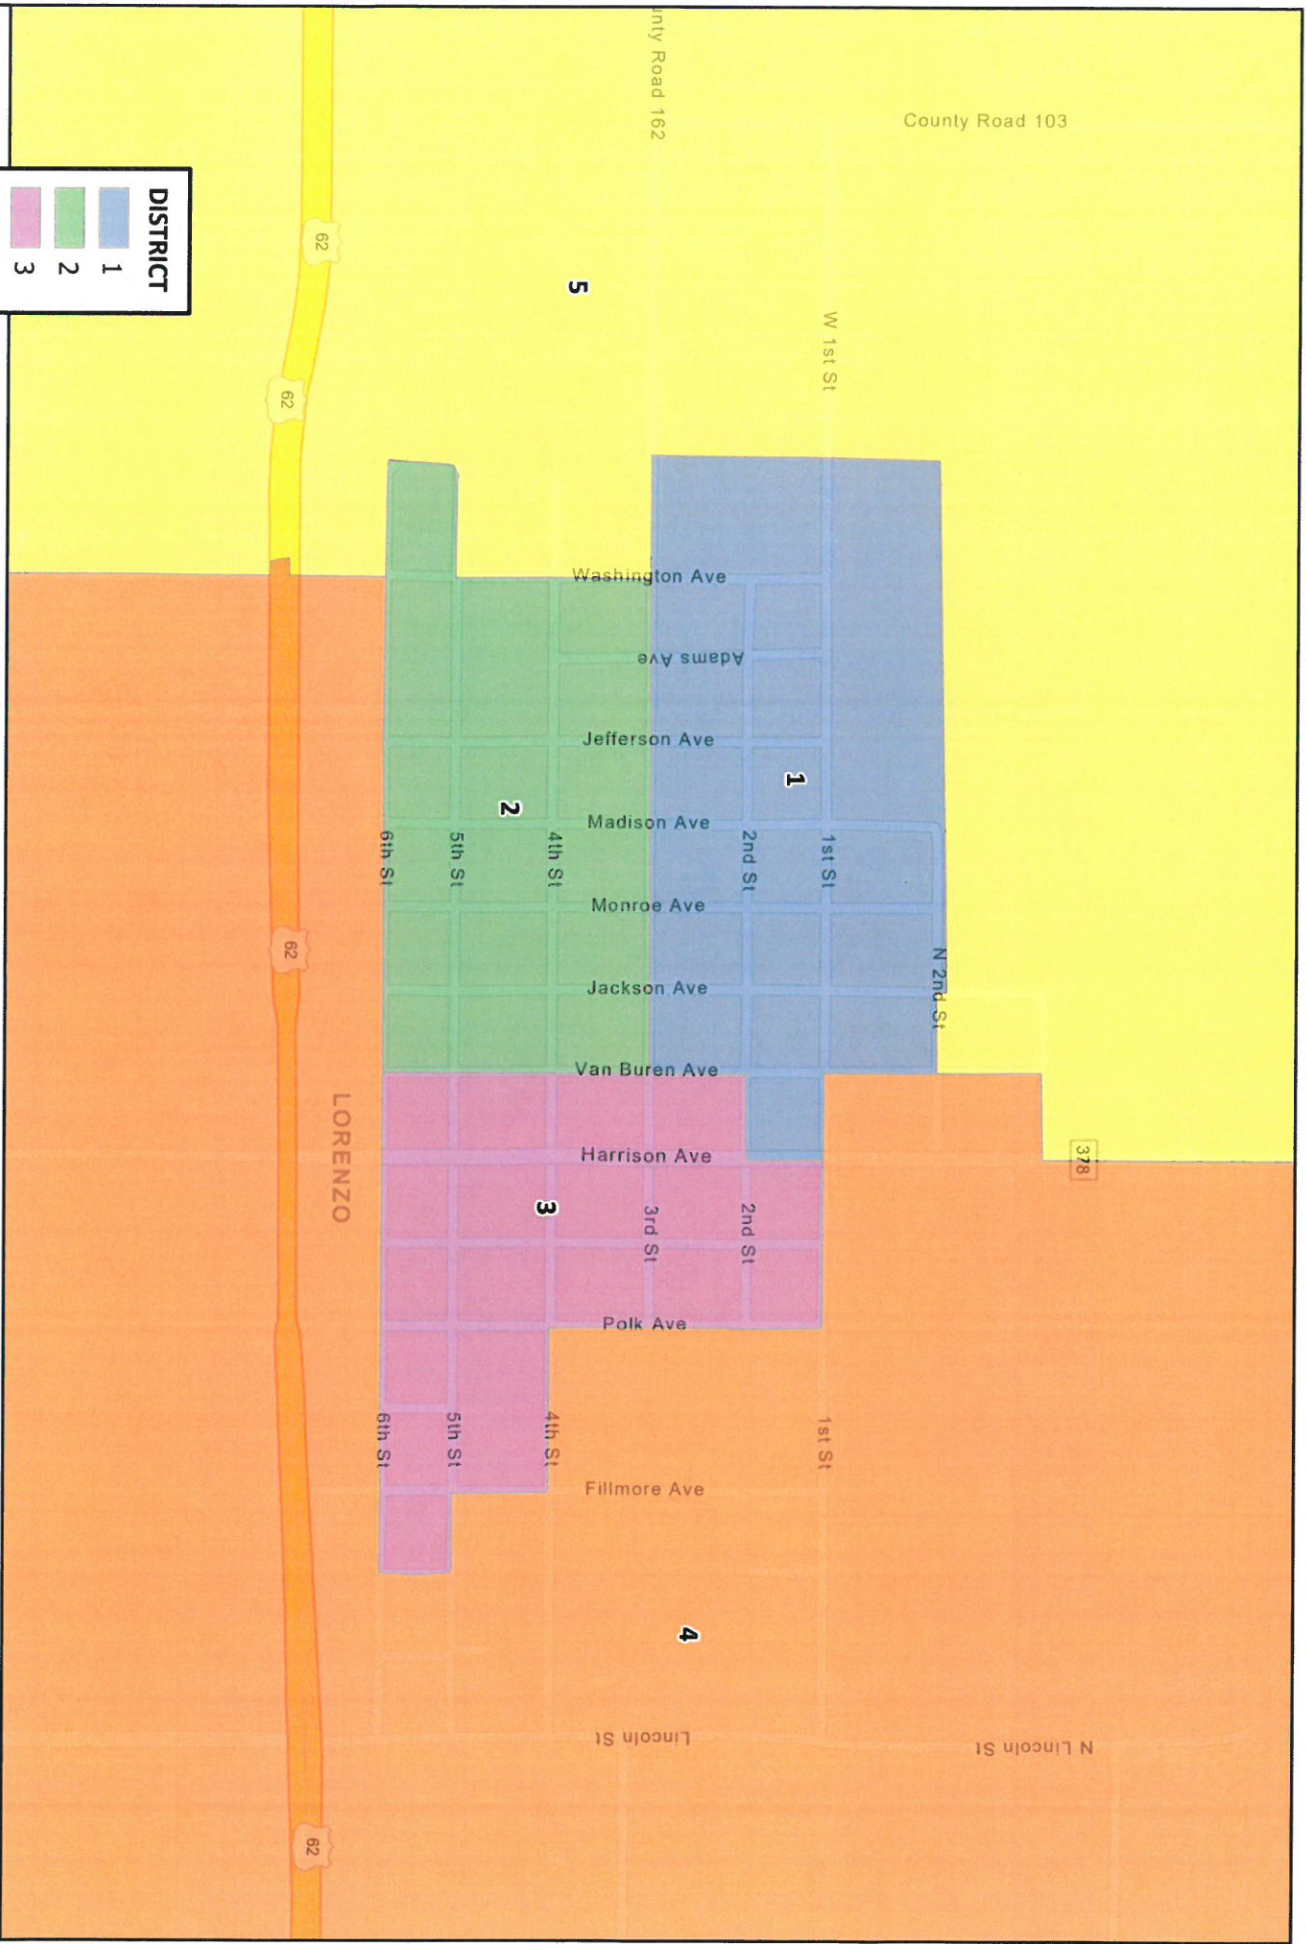 County Road 103
unty Road 162
W 1st St
62
62
5
DISTRICT
1
2
3
Washington Ave
Adams Ave
Jefferson Ave
1
2
Madison Ave
6th St
5th St
4th St
2nd St
1st St
Monroe Ave
N 2nd St
62
Jackson Ave
Van Buren Ave
LORENZO
Harrison Ave
378
3
3rd St
2nd St
Polk Ave
6th St
5th St
4th St
1st St
Fillmore Ave
4
Lincoln St
N Lincoln St
62